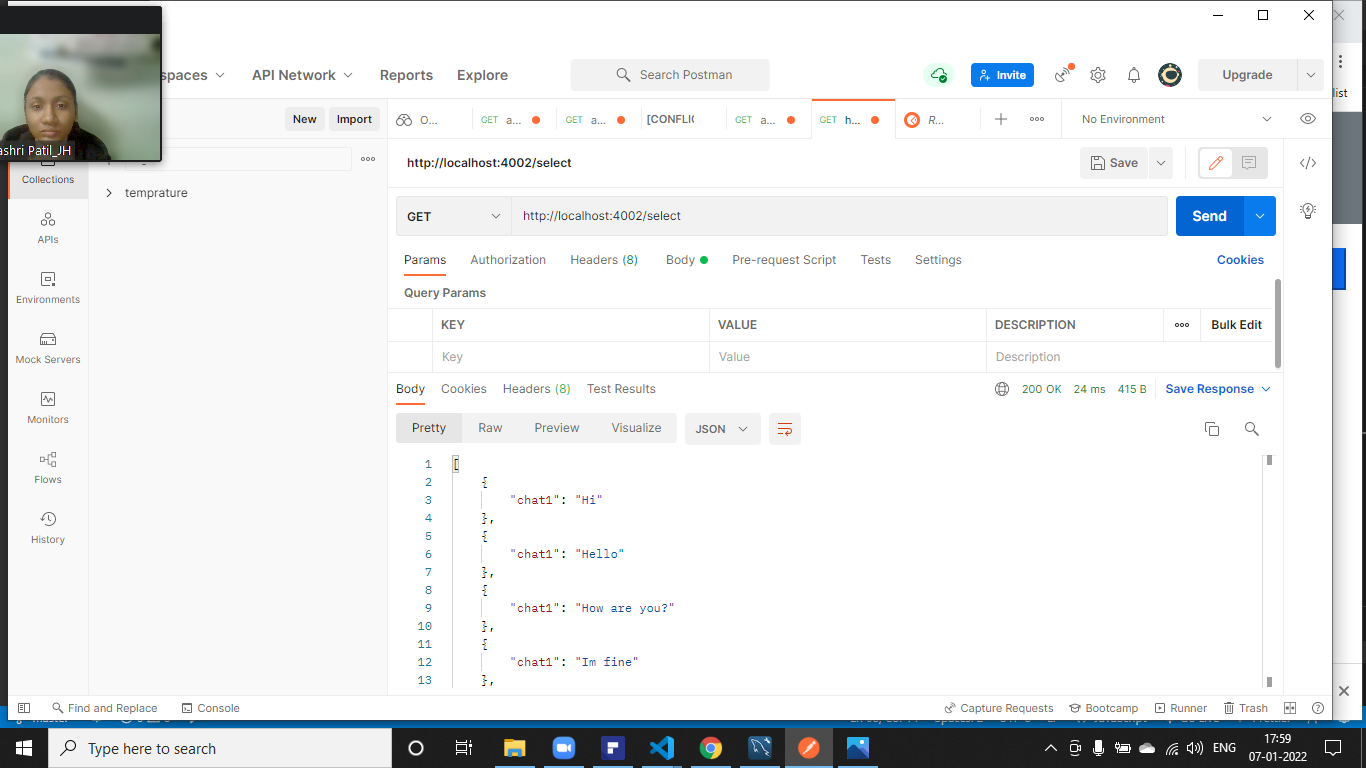 spaces
API Network
Reports
Explore
Search Postman
Invite
Upgrade
list
New
Import
O...
GET a...
GET a...
[CONFLIC
GET a...
GET h...
R...
No Environment
ashri Patil_JH
http://localhost:4002/select
Save
Collections
temprature
APIs
Environments
Mock Servers
Monitors
Flows
History
GET
http://localhost:4002/select
Send
Params
Authorization
Headers (8)
Body
Pre-request Script
Tests
Settings
Cookies
Query Params
KEY
VALUE
DESCRIPTION
Bulk Edit
Key
Value
Description
Body
Cookies
Headers (8)
Test Results
200 OK
24 ms
415 B
Save Response
Pretty
Raw
Preview
Visualize
JSON
1 [
2 {
3 "chat1": "Hi"
4 },
5 {
6 "chat1": "Hello"
7 },
8 {
9 "chat1": "How are you?"
10 },
11 {
12 "chat1": "Im fine"
13 },
Find and Replace
Console
Capture Requests
Bootcamp
Runner
Trash
Type here to search
ENG
17:59
07-01-2022